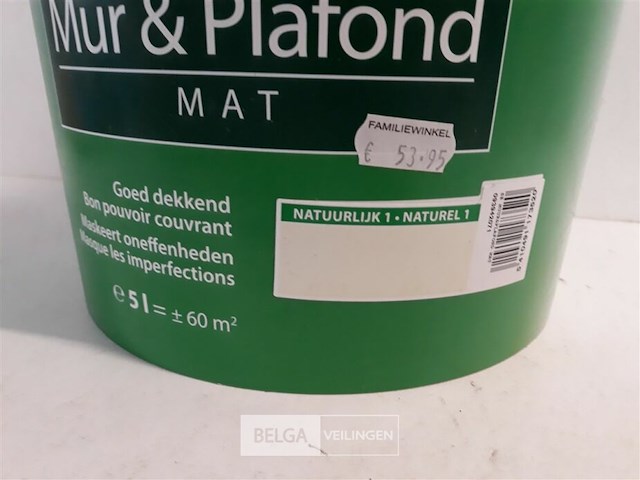 Mur & Plafond
MAT
FAMILIEWINKEL
€ 53.95
Goed dekkend
Bon pouvoir couvrant
Maskeert oneffenheden
Masque les imperfections
℮ 5 l = ± 60 m²
NATUURLIJK 1 • NATUREL 1
BELGA VEILINGEN